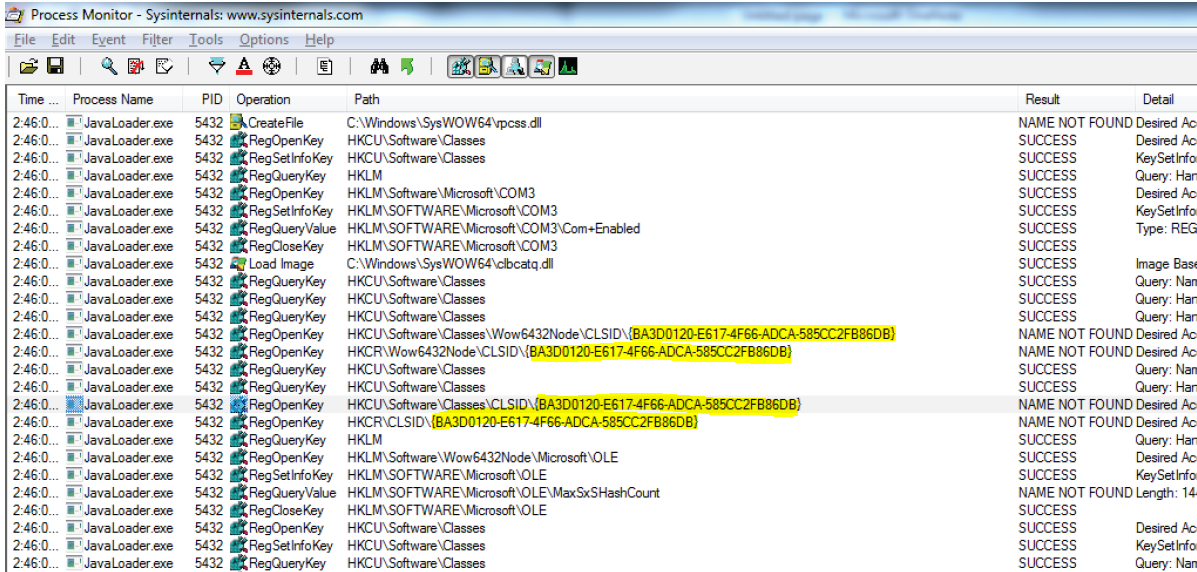 Process Monitor - Sysinternals: www.sysinternals.com
File Edit Event Filter Tools Options Help
Time ... Process Name PID Operation Path Result Detail
2:46:0... JavaLoader.exe 5432 CreateFile C:\Windows\SysWOW64\rpcss.dll NAME NOT FOUND Desired Ac
2:46:0... JavaLoader.exe 5432 RegOpenKey HKCU\Software\Classes SUCCESS Desired Ac
2:46:0... JavaLoader.exe 5432 RegSetInfoKey HKCU\Software\Classes SUCCESS KeySetInfo
2:46:0... JavaLoader.exe 5432 RegQueryKey HKLM SUCCESS Query: Han
2:46:0... JavaLoader.exe 5432 RegOpenKey HKLM\Software\Microsoft\COM3 SUCCESS Desired Ac
2:46:0... JavaLoader.exe 5432 RegSetInfoKey HKLM\SOFTWARE\Microsoft\COM3 SUCCESS KeySetInfo
2:46:0... JavaLoader.exe 5432 RegQueryValue HKLM\SOFTWARE\Microsoft\COM3\Com+Enabled SUCCESS Type: REG
2:46:0... JavaLoader.exe 5432 RegCloseKey HKLM\SOFTWARE\Microsoft\COM3 SUCCESS
2:46:0... JavaLoader.exe 5432 Load Image C:\Windows\SysWOW64\clbcatq.dll SUCCESS Image Base
2:46:0... JavaLoader.exe 5432 RegQueryKey HKCU\Software\Classes SUCCESS Query: Nam
2:46:0... JavaLoader.exe 5432 RegQueryKey HKCU\Software\Classes SUCCESS Query: Han
2:46:0... JavaLoader.exe 5432 RegQueryKey HKCU\Software\Classes SUCCESS Query: Han
2:46:0... JavaLoader.exe 5432 RegOpenKey HKCU\Software\Classes\Wow6432Node\CLSID\{BA3D0120-E617-4F66-ADCA-585CC2FB86DB} NAME NOT FOUND Desired Ac
2:46:0... JavaLoader.exe 5432 RegOpenKey HKCR\Wow6432Node\CLSID\{BA3D0120-E617-4F66-ADCA-585CC2FB86DB} NAME NOT FOUND Desired Ac
2:46:0... JavaLoader.exe 5432 RegQueryKey HKCU\Software\Classes SUCCESS Query: Nam
2:46:0... JavaLoader.exe 5432 RegQueryKey HKCU\Software\Classes SUCCESS Query: Han
2:46:0... JavaLoader.exe 5432 RegOpenKey HKCU\Software\Classes\CLSID\{BA3D0120-E617-4F66-ADCA-585CC2FB86DB} NAME NOT FOUND Desired Ac
2:46:0... JavaLoader.exe 5432 RegOpenKey HKCR\CLSID\{BA3D0120-E617-4F66-ADCA-585CC2FB86DB} NAME NOT FOUND Desired Ac
2:46:0... JavaLoader.exe 5432 RegQueryKey HKLM SUCCESS Query: Han
2:46:0... JavaLoader.exe 5432 RegOpenKey HKLM\Software\Wow6432Node\Microsoft\OLE SUCCESS Desired Ac
2:46:0... JavaLoader.exe 5432 RegSetInfoKey HKLM\SOFTWARE\Microsoft\OLE SUCCESS KeySetInfo
2:46:0... JavaLoader.exe 5432 RegQueryValue HKLM\SOFTWARE\Microsoft\OLE\MaxSxSHashCount NAME NOT FOUND Length: 144
2:46:0... JavaLoader.exe 5432 RegCloseKey HKLM\SOFTWARE\Microsoft\OLE SUCCESS
2:46:0... JavaLoader.exe 5432 RegOpenKey HKCU\Software\Classes SUCCESS Desired Ac
2:46:0... JavaLoader.exe 5432 RegSetInfoKey HKCU\Software\Classes SUCCESS KeySetInfo
2:46:0... JavaLoader.exe 5432 RegQueryKey HKCU\Software\Classes SUCCESS Query: Nam